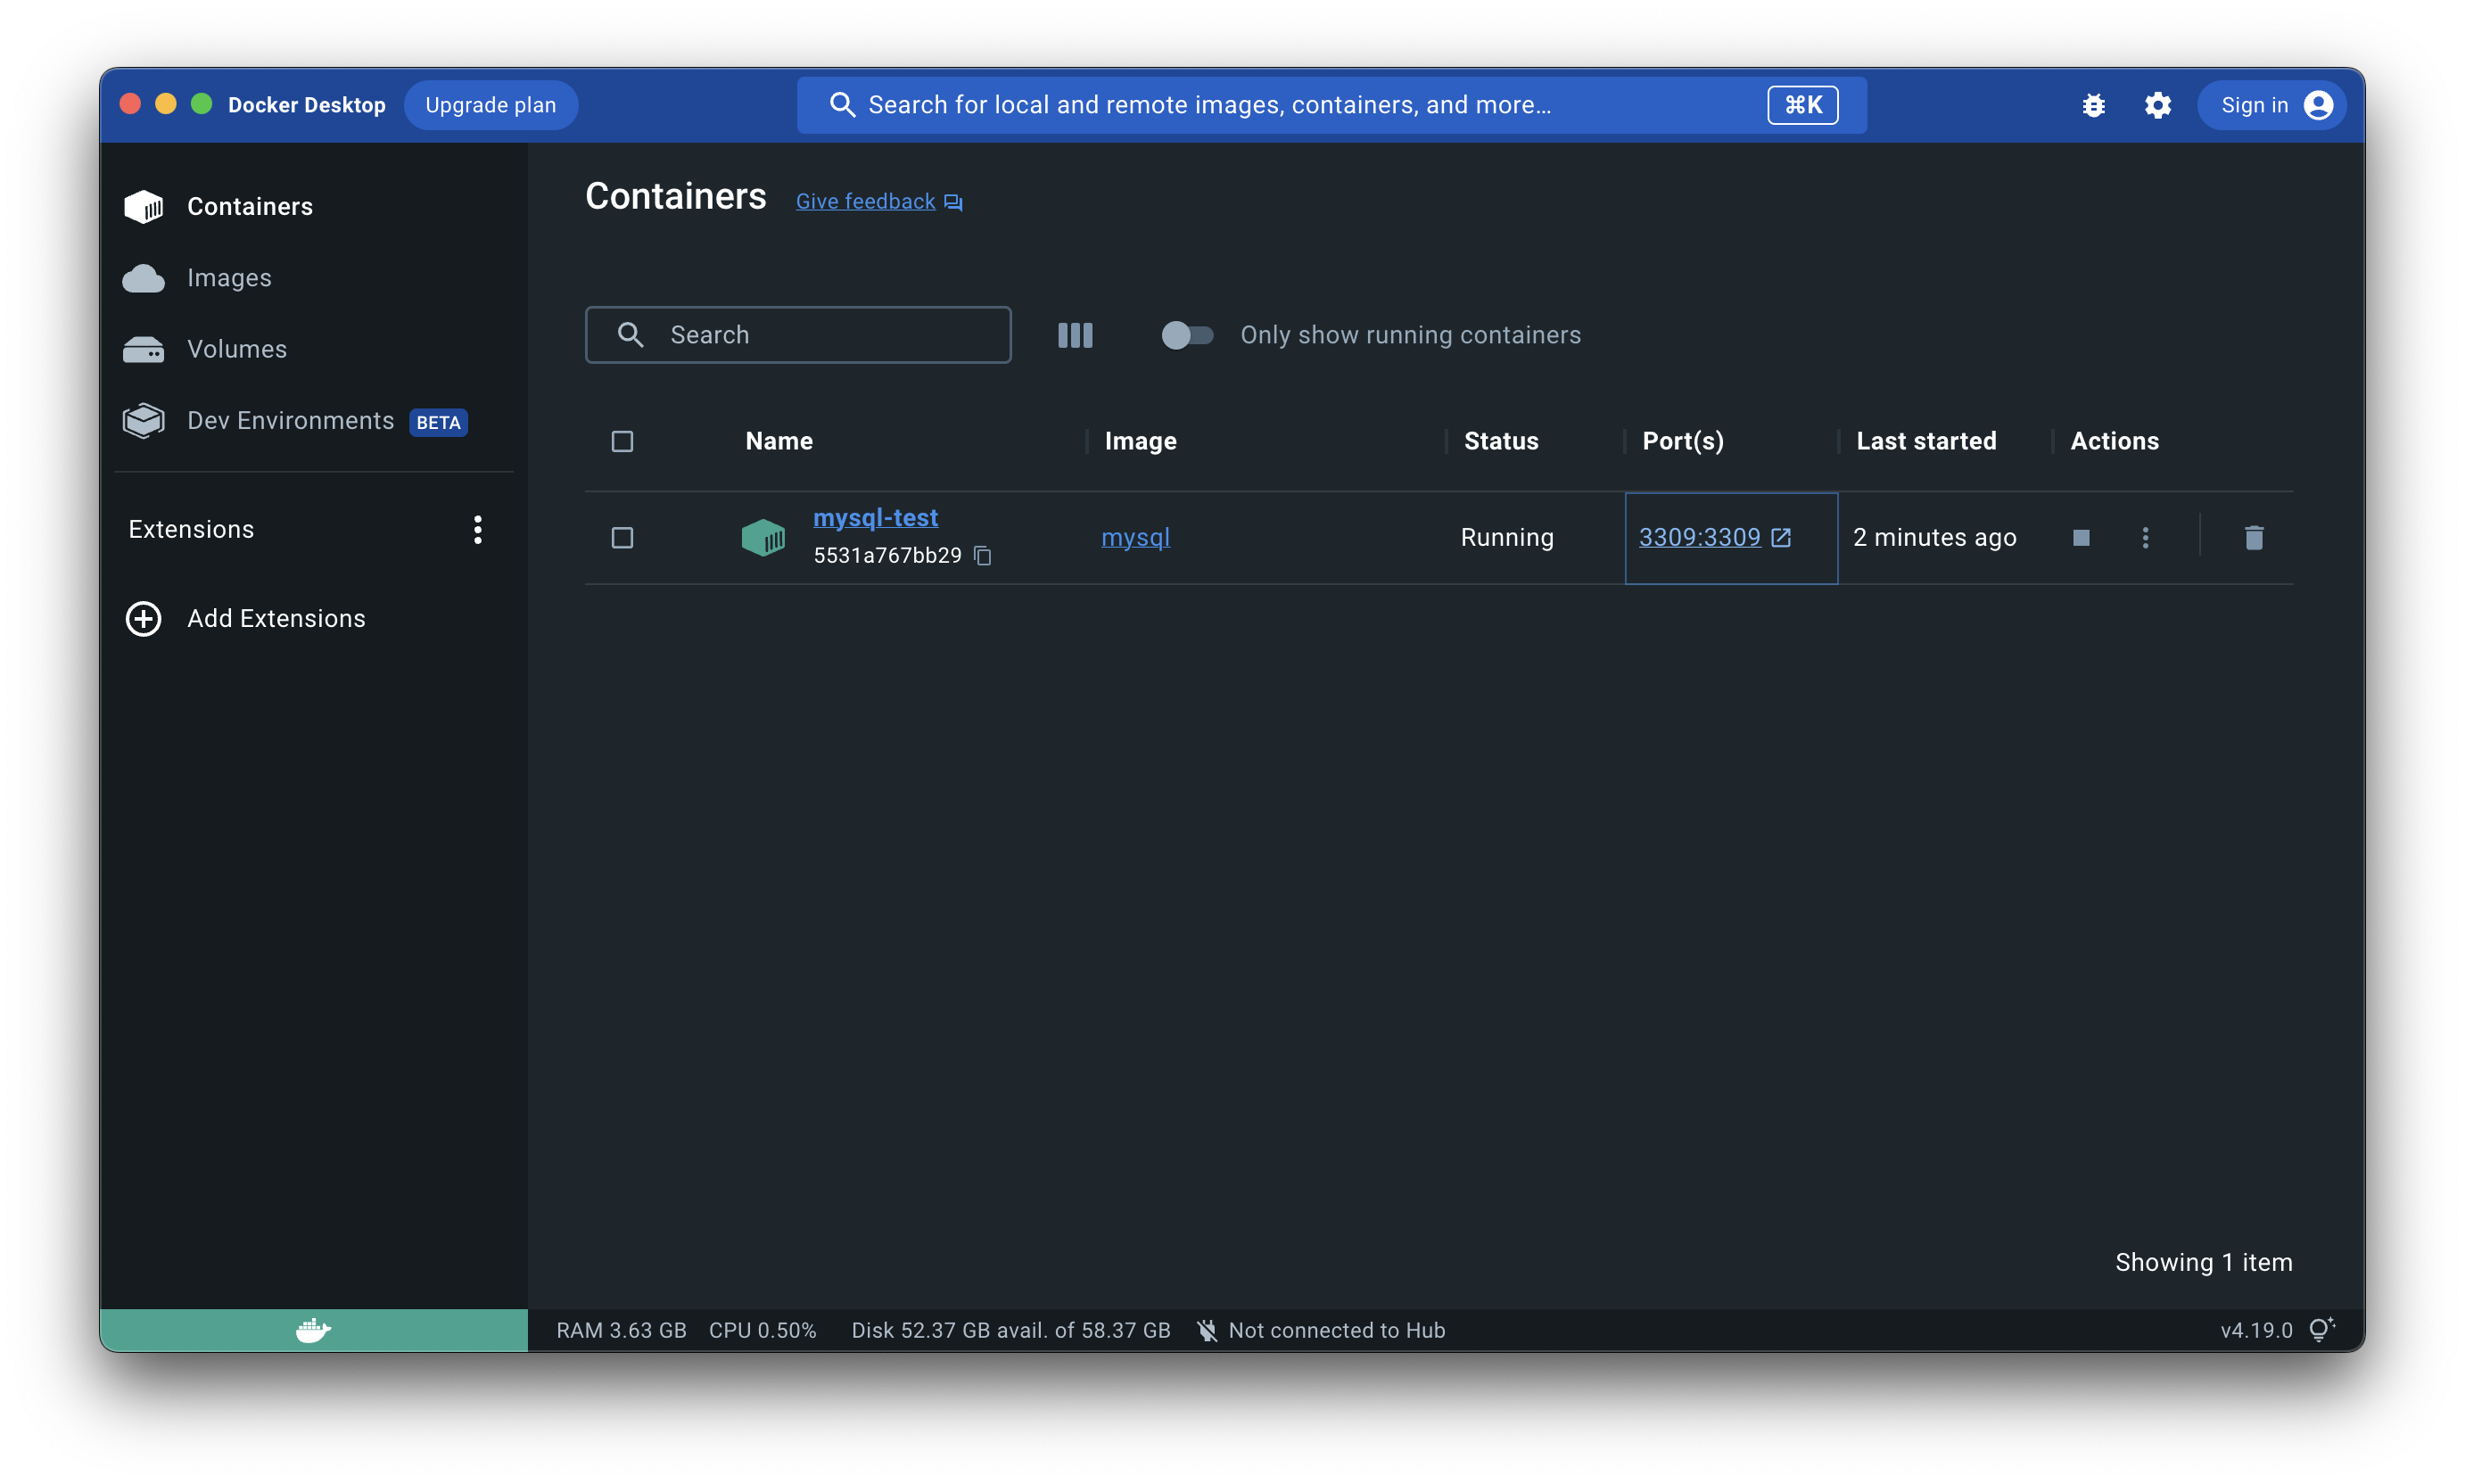 Docker Desktop Upgrade plan Search for local and remote images, containers, and more... ⌘K Sign in
Containers
Images
Volumes
Dev Environments BETA
Extensions
Add Extensions
Containers Give feedback
Search Only show running containers
Name Image Status Port(s) Last started Actions
mysql-test
5531a767bb29
mysql Running 3309:3309 2 minutes ago
Showing 1 item
RAM 3.63 GB CPU 0.50% Disk 52.37 GB avail. of 58.37 GB Not connected to Hub v4.19.0